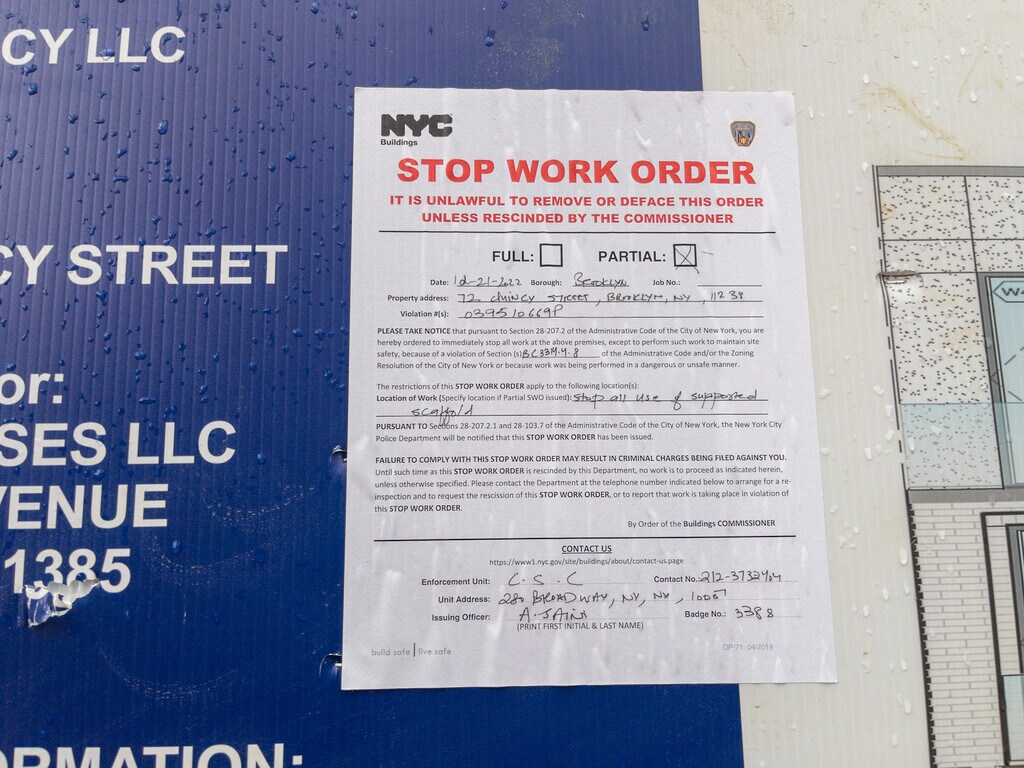 CY LLC
CY STREET
or:
SES LLC
VENUE
1385
ORMATION:
NYC
Buildings
STOP WORK ORDER
IT IS UNLAWFUL TO REMOVE OR DEFACE THIS ORDER
UNLESS RESCINDED BY THE COMMISSIONER
FULL: PARTIAL:
Date: 12-21-2022 Borough: BROOKLYN Job No.:
Property address: 72 STREET, BROOKLYN, NY, 11238
Violation #(s): 039510669P
PLEASE TAKE NOTICE that pursuant to Section 28-207.2 of the Administrative Code of the City of New York, you are
hereby ordered to immediately stop all work at the above premises, except to perform such work to maintain site
safety, because of a violation of Section (s) BC3314.4.8 of the Administrative Code and/or the Zoning
Resolution of the City of New York or because work was being performed in a dangerous or unsafe manner.
The restrictions of this STOP WORK ORDER apply to the following location(s):
Location of Work (Specify location if Partial SWO issued): Stop all use of supported
scaffold
PURSUANT TO Sections 28-207.2.1 and 28-103.7 of the Administrative Code of the City of New York, the New York City
Police Department will be notified that this STOP WORK ORDER has been issued.
FAILURE TO COMPLY WITH THIS STOP WORK ORDER MAY RESULT IN CRIMINAL CHARGES BEING FILED AGAINST YOU.
Until such time as this STOP WORK ORDER is rescinded by this Department, no work is to proceed as indicated herein,
unless otherwise specified. Please contact the Department at the telephone number indicated below to arrange for a re-
inspection and to request the rescission of this STOP WORK ORDER, or to report that work is taking place in violation of
this STOP WORK ORDER.
By Order of the Buildings COMMISSIONER
CONTACT US
https://www1.nyc.gov/site/buildings/about/contact-us.page
Enforcement Unit: C.S.C Contact No.:
Unit Address: 280 BROADWAY, NY, NY, 10007
Issuing Officer: A. JAIN Badge No.: 3388
(PRINT FIRST INITIAL & LAST NAME)
build safe | live safe
OP-71: 04/2019